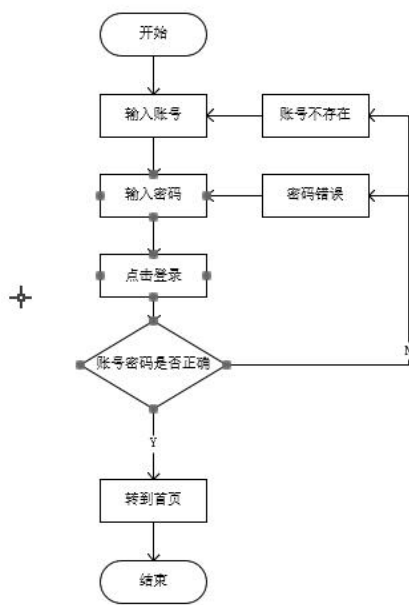 开始
输入账号
账号不存在
输入密码
密码错误
点击登录
账号密码是否正确
N
Y
转到首页
结束